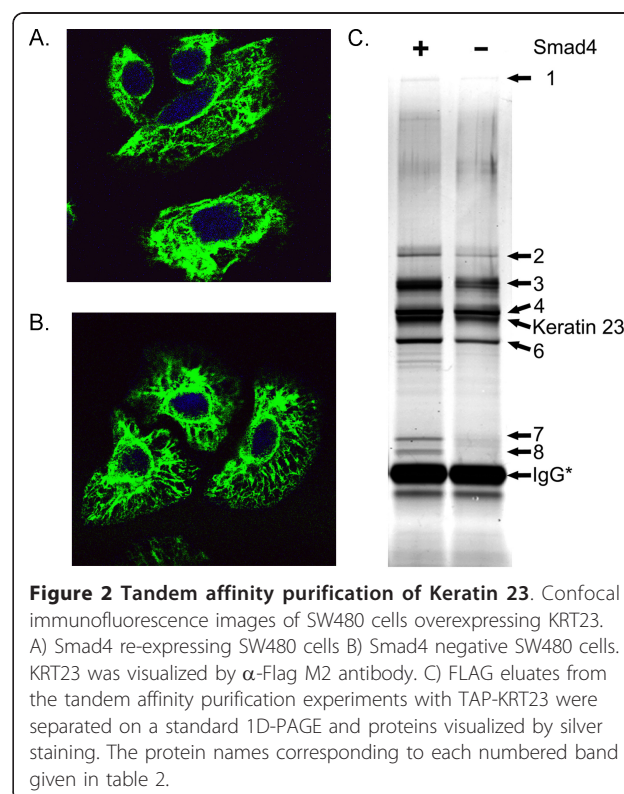 A.
C.
+ − Smad4
1
2
3
4
Keratin 23
6
7
8
IgG*
B.
Figure 2 Tandem affinity purification of Keratin 23. Confocal
immunofluorescence images of SW480 cells overexpressing KRT23.
A) Smad4 re-expressing SW480 cells B) Smad4 negative SW480 cells.
KRT23 was visualized by α-Flag M2 antibody. C) FLAG eluates from
the tandem affinity purification experiments with TAP-KRT23 were
separated on a standard 1D-PAGE and proteins visualized by silver
staining. The protein names corresponding to each numbered band
given in table 2.